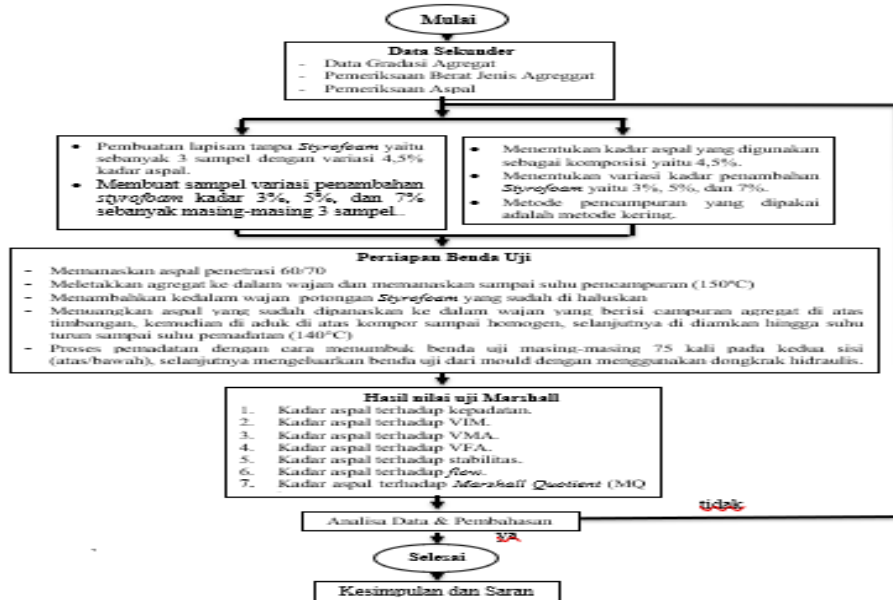 Mulai
Data Sekunder
- Data Gradasi Agregat
- Pemeriksaan Berat Jenis Agreggat
- Pemeriksaan Aspal
• Pembuatan lapisan tanpa Styrofoam yaitu
sebanyak 3 sampel dengan variasi 4,5%
kadar aspal.
• Membuat sampel variasi penambahan
styrofoam kadar 3%, 5%, dan 7%
sebanyak masing-masing 3 sampel..
• Menentukan kadar aspal yang digunakan
sebagai komposisi yaitu 4,5%.
• Menentukan variasi kadar penambahan
Styrofoam yaitu 3%, 5%, dan 7%.
• Metode pencampuran yang dipakai
adalah metode kering.
Persiapan Benda Uji
- Memanaskan aspal penetrasi 60/70
- Meletakkan agregat ke dalam wajan dan memanaskan sampai suhu pencampuran (150°C)
- Menambahkan kedalam wajan potongan Styrofoam yang sudah di haluskan
- Menuangkan aspal yang sudah dipanaskan ke dalam wajan yang berisi campuran agregat di atas
timbangan, kemudian di aduk di atas kompor sampai homogen, selanjutnya di diamkan hingga suhu
turun sampai suhu pemadatan (140°C)
- Proses pemadatan dengan cara menumbuk benda uji masing-masing 75 kali pada kedua sisi
(atas/bawah), selanjutnya mengeluarkan benda uji dari mould dengan menggunakan dongkrak hidraulis.
Hasil nilai uji Marshall
1. Kadar aspal terhadap kepadatan.
2. Kadar aspal terhadap VIM.
3. Kadar aspal terhadap VMA.
4. Kadar aspal terhadap VFA.
5. Kadar aspal terhadap stabilitas.
6. Kadar aspal terhadap flow.
7. Kadar aspal terhadap Marshall Quotient (MQ
tidak
Analisa Data & Pembahasan
ya
Selesai
Kesimpulan dan Saran